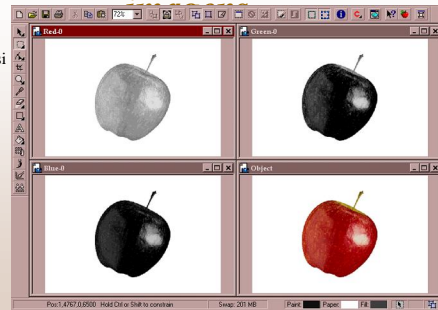 72%
Red-0
Green-0
si
Blue-0
Object
Pos:1,4767,0,6500 Hold Ctrl or Shift to constrain
Swap: 201 MB
Paint:
Paper:
Fill: